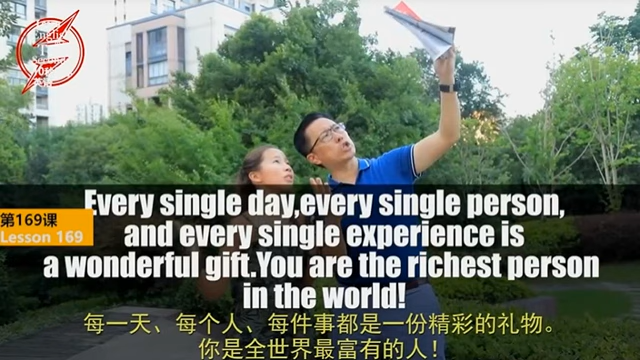 第169课
Lesson 169
Every single day,every single person,
and every single experience is
a wonderful gift.You are the richest person
in the world!
每一天、每个人、每件事都是一份精彩的礼物。
你是全世界最富有的人！